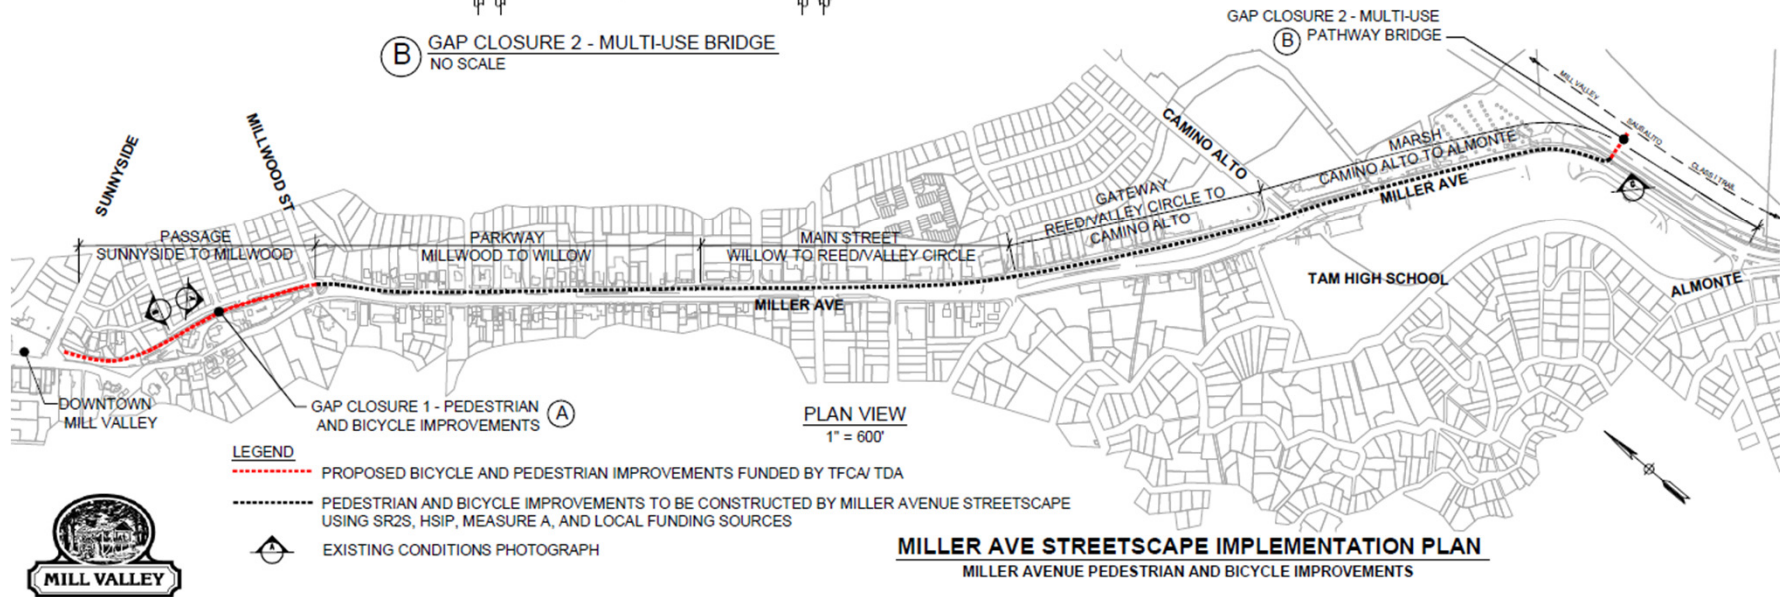 B
GAP CLOSURE 2 - MULTI-USE BRIDGE
NO SCALE
GAP CLOSURE 2 - MULTI-USE
B PATHWAY BRIDGE
MILL VALLEY
SAUSALITO
CLASS I TRAIL
SUNNYSIDE
MILLWOOD ST
CAMINO ALTO
MARSH
CAMINO ALTO TO ALMONTE
MILLER AVE
GATEWAY
REED/VALLEY CIRCLE TO
CAMINO ALTO
PASSAGE
SUNNYSIDE TO MILLWOOD
PARKWAY
MILLWOOD TO WILLOW
MAIN STREET
WILLOW TO REED/VALLEY CIRCLE
MILLER AVE
TAM HIGH SCHOOL
ALMONTE
DOWNTOWN
MILL VALLEY
GAP CLOSURE 1 - PEDESTRIAN
AND BICYCLE IMPROVEMENTS
A
PLAN VIEW
1" = 600'
LEGEND
PROPOSED BICYCLE AND PEDESTRIAN IMPROVEMENTS FUNDED BY TFCA/ TDA
PEDESTRIAN AND BICYCLE IMPROVEMENTS TO BE CONSTRUCTED BY MILLER AVENUE STREETSCAPE
USING SR2S, HSIP, MEASURE A, AND LOCAL FUNDING SOURCES
A
EXISTING CONDITIONS PHOTOGRAPH
MILL VALLEY
MILLER AVE STREETSCAPE IMPLEMENTATION PLAN
MILLER AVENUE PEDESTRIAN AND BICYCLE IMPROVEMENTS